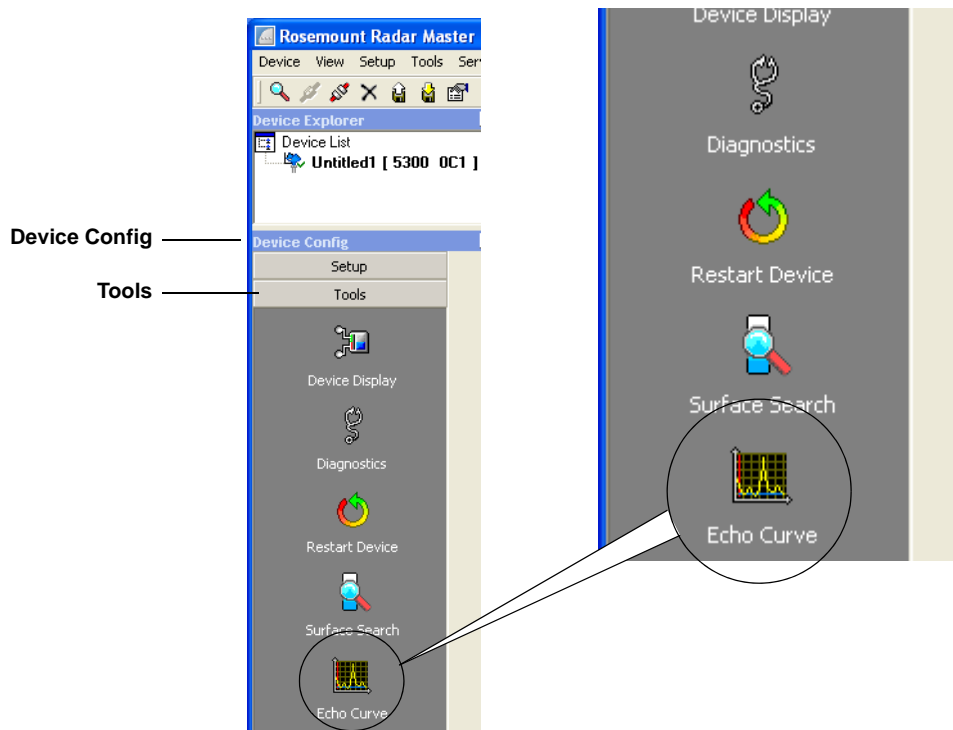 Rosemount Radar Master
Device View Setup Tools Ser
Device Explorer
Device List
Untitled1 [ 5300 0C1 ]
Device Config
Device Config
Setup
Tools
Tools
Device Display
Diagnostics
Restart Device
Surface Search
Echo Curve
Device Display
Diagnostics
Restart Device
Surface Search
Echo Curve